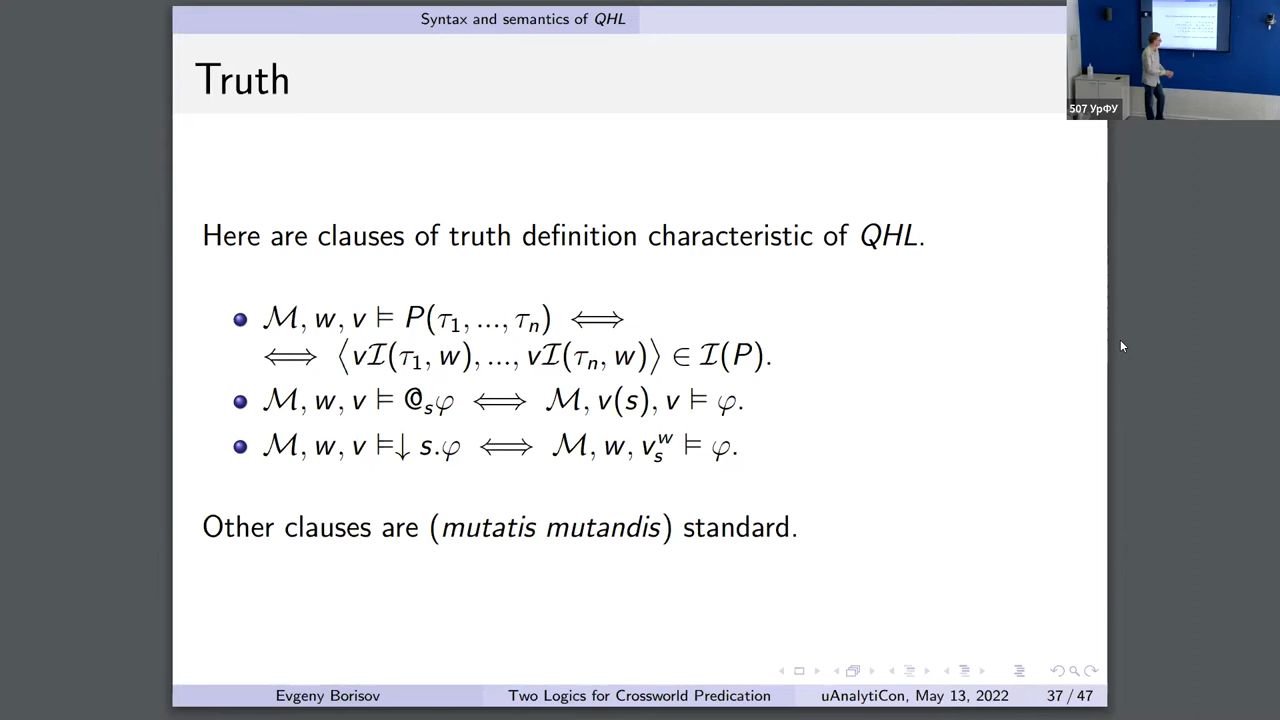 Syntax and semantics of QHL
Truth
507 УрФУ
Here are clauses of truth definition characteristic of QHL.
ℳ, w, v ⊨ P(τ₁, ..., τₙ) ⟺
⟺ ⟨vℐ(τ₁, w), ..., vℐ(τₙ, w)⟩ ∈ ℐ(P).
ℳ, w, v ⊨ @ₛφ ⟺ ℳ, v(s), v ⊨ φ.
ℳ, w, v ⊨↓ s.φ ⟺ ℳ, w, vₛʷ ⊨ φ.
Other clauses are (mutatis mutandis) standard.
Evgeny Borisov Two Logics for Crossworld Predication uAnalytiCon, May 13, 2022 37 / 47